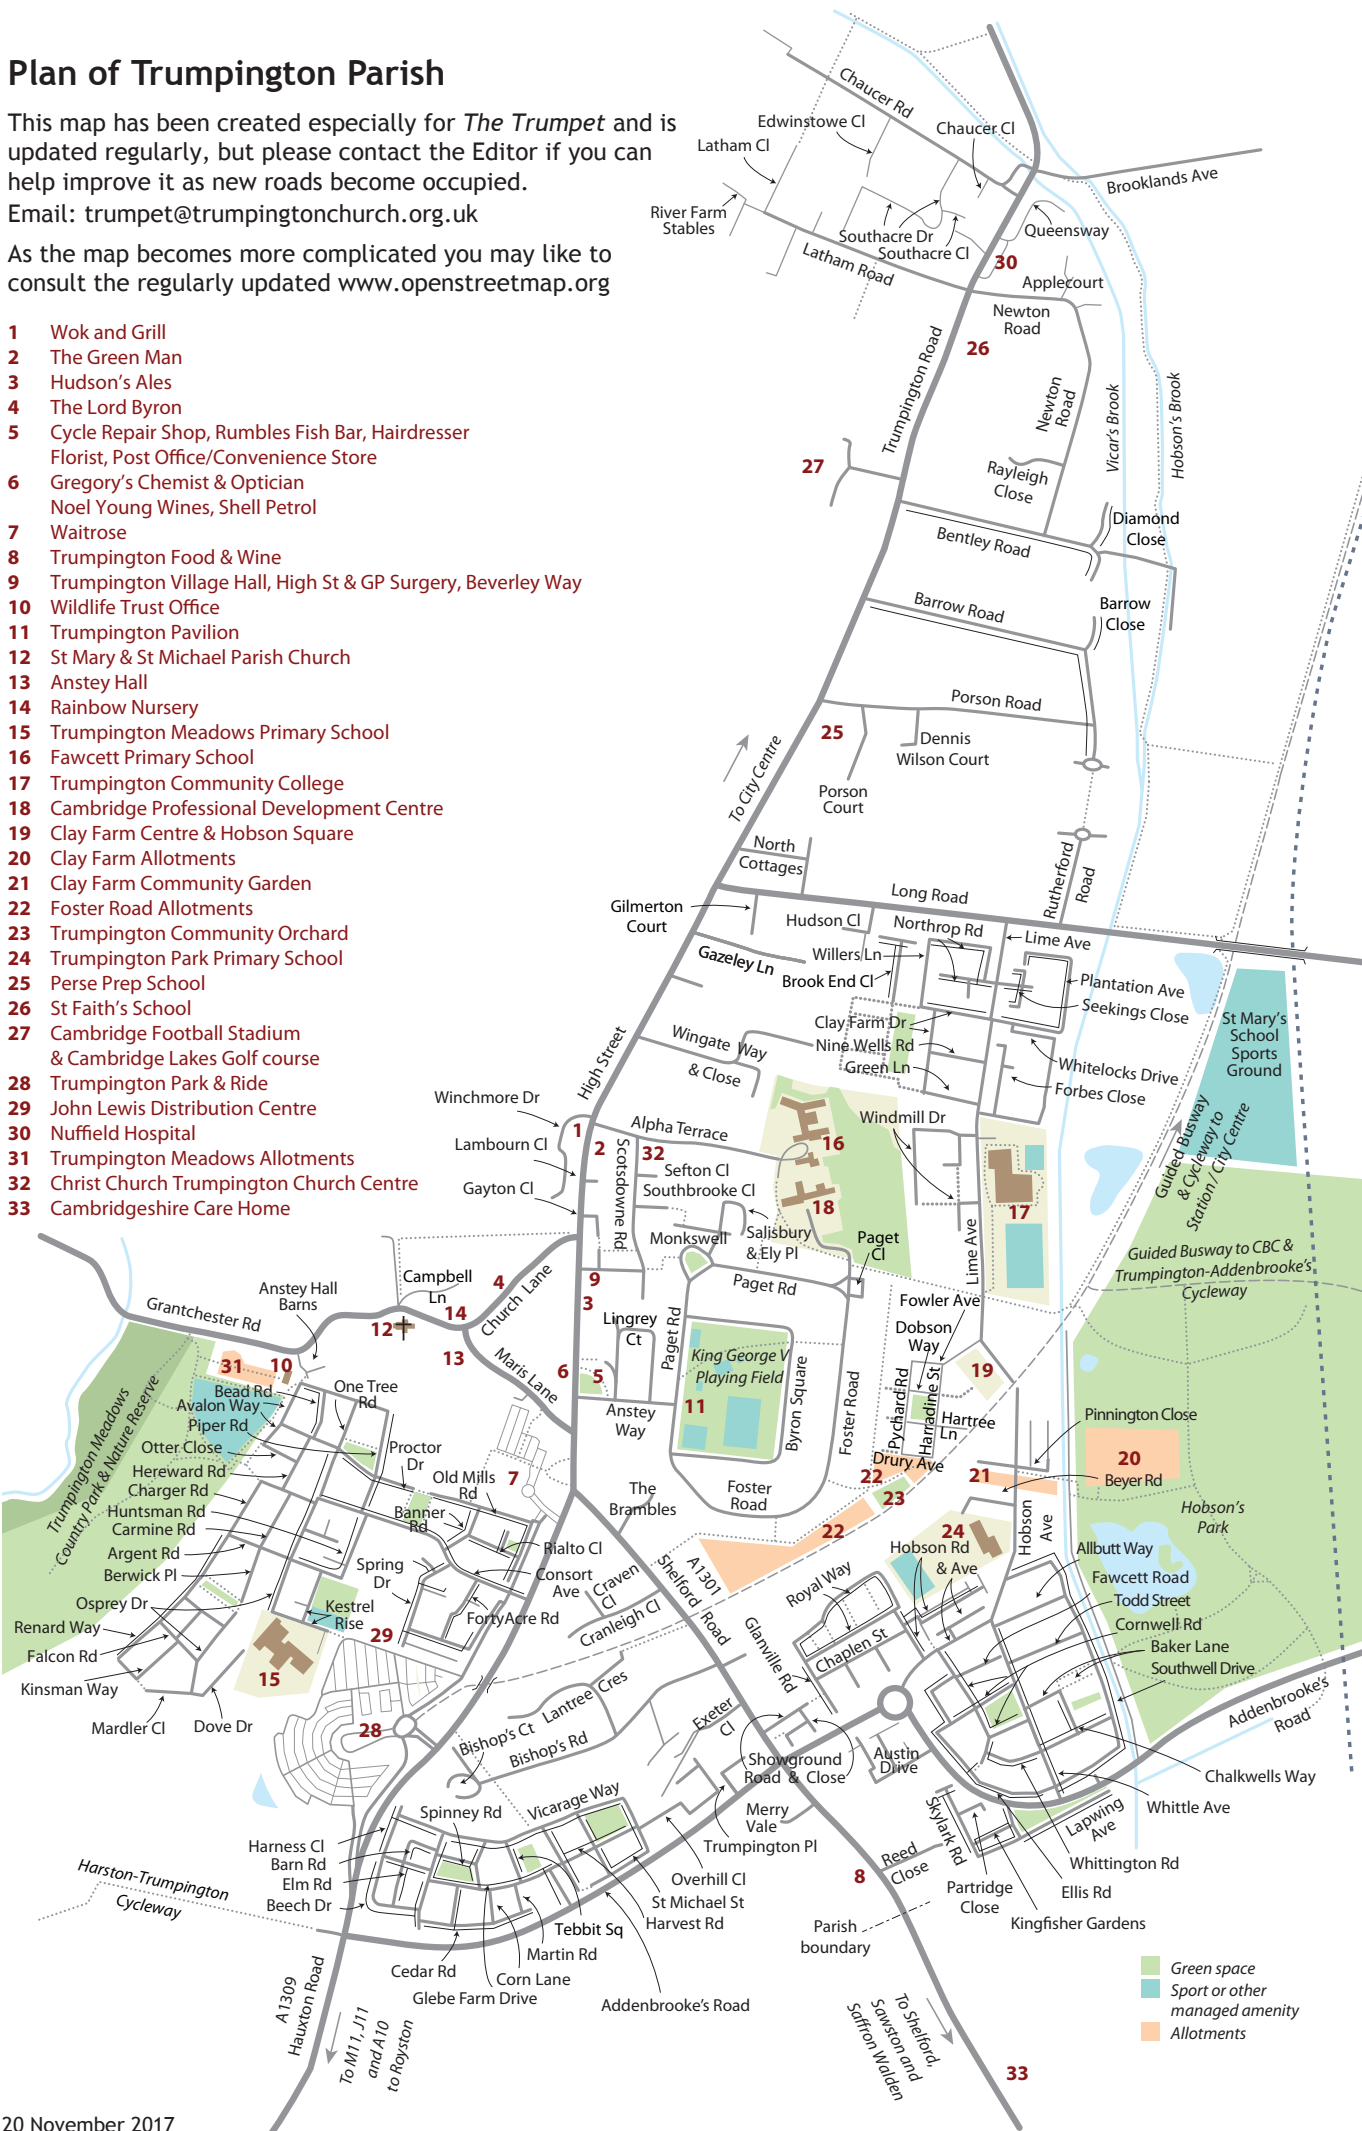 Plan of Trumpington Parish
This map has been created especially for The Trumpet and is
updated regularly, but please contact the Editor if you can
help improve it as new roads become occupied.
Email: trumpet@trumpingtonchurch.org.uk
As the map becomes more complicated you may like to
consult the regularly updated www.openstreetmap.org
1 Wok and Grill
2 The Green Man
3 Hudson's Ales
4 The Lord Byron
5 Cycle Repair Shop, Rumbles Fish Bar, Hairdresser
Florist, Post Office/Convenience Store
6 Gregory's Chemist & Optician
Noel Young Wines, Shell Petrol
7 Waitrose
8 Trumpington Food & Wine
9 Trumpington Village Hall, High St & GP Surgery, Beverley Way
10 Wildlife Trust Office
11 Trumpington Pavilion
12 St Mary & St Michael Parish Church
13 Anstey Hall
14 Rainbow Nursery
15 Trumpington Meadows Primary School
16 Fawcett Primary School
17 Trumpington Community College
18 Cambridge Professional Development Centre
19 Clay Farm Centre & Hobson Square
20 Clay Farm Allotments
21 Clay Farm Community Garden
22 Foster Road Allotments
23 Trumpington Community Orchard
24 Trumpington Park Primary School
25 Perse Prep School
26 St Faith's School
27 Cambridge Football Stadium
& Cambridge Lakes Golf course
28 Trumpington Park & Ride
29 John Lewis Distribution Centre
30 Nuffield Hospital
31 Trumpington Meadows Allotments
32 Christ Church Trumpington Church Centre
33 Cambridgeshire Care Home
Chaucer Rd
Edwinstowe Cl
Chaucer Cl
Latham Cl
Brooklands Ave
River Farm
Stables
Southacre Dr
Southacre Cl
Queensway
Latham Road
30
Applecourt
Newton
Road
26
Trumpington Road
Newton
Road
Vicar's Brook
Hobson's Brook
27
Rayleigh
Close
Diamond
Close
Bentley Road
Barrow Road
Barrow
Close
Porson Road
25
Dennis
Wilson Court
To City Centre
Porson
Court
North
Cottages
Rutherford
Road
Long Road
Gilmerton
Court
Hudson Cl
Northrop Rd
Lime Ave
Gazeley Ln
Willers Ln
Brook End Cl
Plantation Ave
Seekings Close
St Mary's
School
Sports
Ground
Clay Farm Dr
Nine Wells Rd
Green Ln
Wingate Way
& Close
Whitelocks Drive
Forbes Close
High Street
Winchmore Dr
Lambourn Cl
Gayton Cl
1
2
Alpha Terrace
32
Scotsdowne Rd
Sefton Cl
Southbrooke Cl
16
18
Windmill Dr
17
Guided Busway
& Cycleway to
Station / City Centre
Monkswell
Salisbury
& Ely Pl
Paget
Cl
Lime Ave
Guided Busway to CBC &
Trumpington-Addenbrooke's
Cycleway
Grantchester Rd
Anstey Hall
Barns
Campbell
Ln
4
Church Lane
14
12
13
Maris Lane
9
3
Lingrey
Ct
Paget Rd
Paget Rd
King George V
Playing Field
11
Byron Square
Foster Road
Fowler Ave
Dobson
Way
Pychard Rd
Harradine St
Hartree
Ln
19
Drury Ave
6
5
Anstey
Way
31
10
Bead Rd
Avalon Way
Piper Rd
Otter Close
Hereward Rd
Charger Rd
Huntsman Rd
Carmine Rd
Argent Rd
Berwick Pl
Osprey Dr
Renard Way
Falcon Rd
Kinsman Way
Mardler Cl
Dove Dr
Trumpington Meadows
Country Park & Nature Reserve
One Tree
Rd
Proctor
Dr
Old Mills
Rd
Banner
Rd
Spring
Dr
Kestrel
Rise
Rialto Cl
Consort
Ave
FortyAcre Rd
7
29
15
28
The
Brambles
Foster
Road
22
23
21
22
24
Pinnington Close
20
Beyer Rd
Hobson
Ave
Hobson's
Park
Hobson Rd
& Ave
Allbutt Way
Fawcett Road
Todd Street
Cornwell Rd
Baker Lane
Southwell Drive
Addenbrooke's
Road
Craven
Cl
Cranleigh Cl
A1301
Shelford Road
Royal Way
Glanville Rd
Chaplen St
Bishop's Ct
Lantree Cres
Bishop's Rd
Exeter
Cl
Showground
Road & Close
Austin
Drive
Chalkwells Way
Whittle Ave
Lapwing
Ave
Whittington Rd
Ellis Rd
Skylark Rd
Partridge
Close
Kingfisher Gardens
Merry
Vale
Trumpington Pl
Reed
Close
8
Parish
boundary
Spinney Rd
Vicarage Way
Harness Cl
Barn Rd
Elm Rd
Beech Dr
Overhill Cl
St Michael St
Harvest Rd
Tebbit Sq
Martin Rd
Corn Lane
Cedar Rd
Glebe Farm Drive
Addenbrooke's Road
Harston-Trumpington
Cycleway
A1309
Hauxton Road
To M11, J11
and A10
to Royston
To Shelford,
Sawston and
Saffron Walden
33
Green space
Sport or other
managed amenity
Allotments
20 November 2017